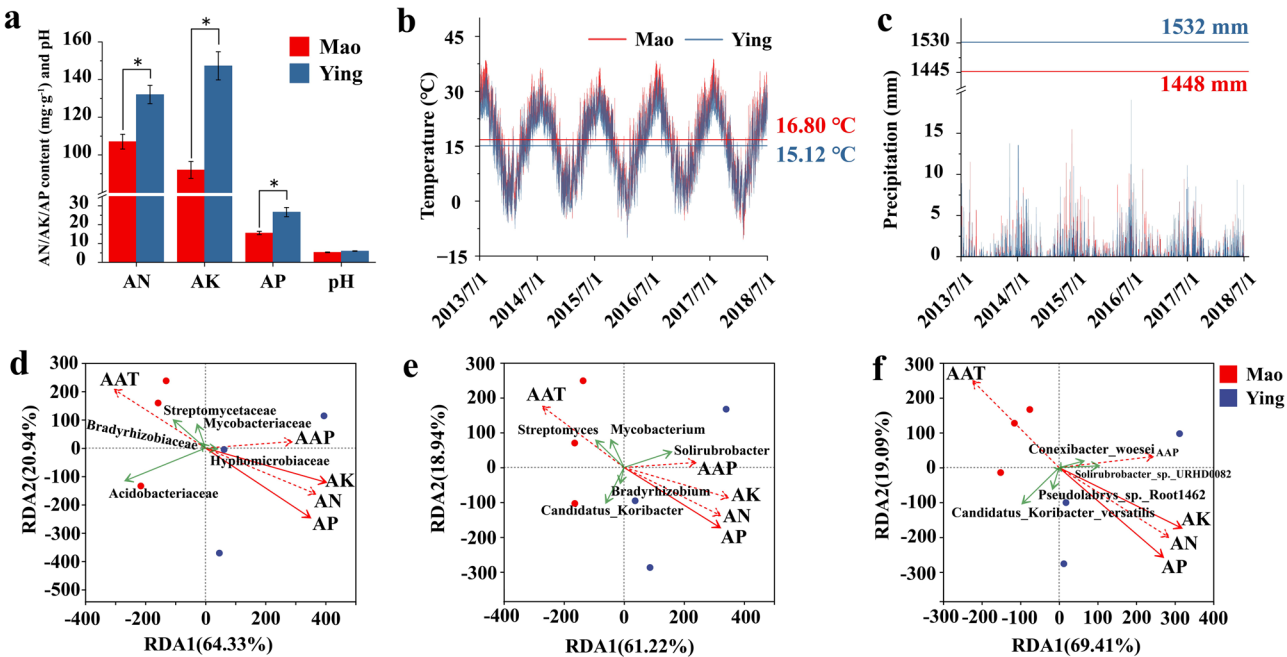 a
AN/AK/AP content (mg·g⁻¹) and pH
160
140
120
100
30
20
10
0
*
*
*
Mao
Ying
AN
AK
AP
pH
b
Temperature (℃)
45
30
15
0
−15
Mao
Ying
16.80 ℃
15.12 ℃
2013/7/1
2014/7/1
2015/7/1
2016/7/1
2017/7/1
2018/7/1
c
Precipitation (mm)
1530
1445
15
10
5
0
1532 mm
1448 mm
2013/7/1
2014/7/1
2015/7/1
2016/7/1
2017/7/1
2018/7/1
d
RDA2(20.94%)
300
200
100
0
-100
-200
-300
-400
-500
AAT
Streptomycetaceae
Mycobacteriaceae
Bradyrhizobiaceae
AAP
Hyphomicrobiaceae
Acidobacteriaceae
AK
AN
AP
-400
-200
0
200
400
RDA1(64.33%)
e
RDA2(18.94%)
300
200
100
0
-100
-200
-300
AAT
Streptomyces
Mycobacterium
Solirubrobacter
AAP
Bradyrhizobium
Candidatus_Koribacter
AK
AN
AP
-400
-200
0
200
400
RDA1(61.22%)
f
RDA2(19.09%)
300
200
100
0
-100
-200
-300
AAT
Conexibacter_woesei
AAP
Solirubrobacter_sp._URHD0082
Pseudolabrys_sp._Root1462
Candidatus_Koribacter_versatilis
AK
AN
AP
-300
-200
-100
0
100
200
300
400
RDA1(69.41%)
Mao
Ying